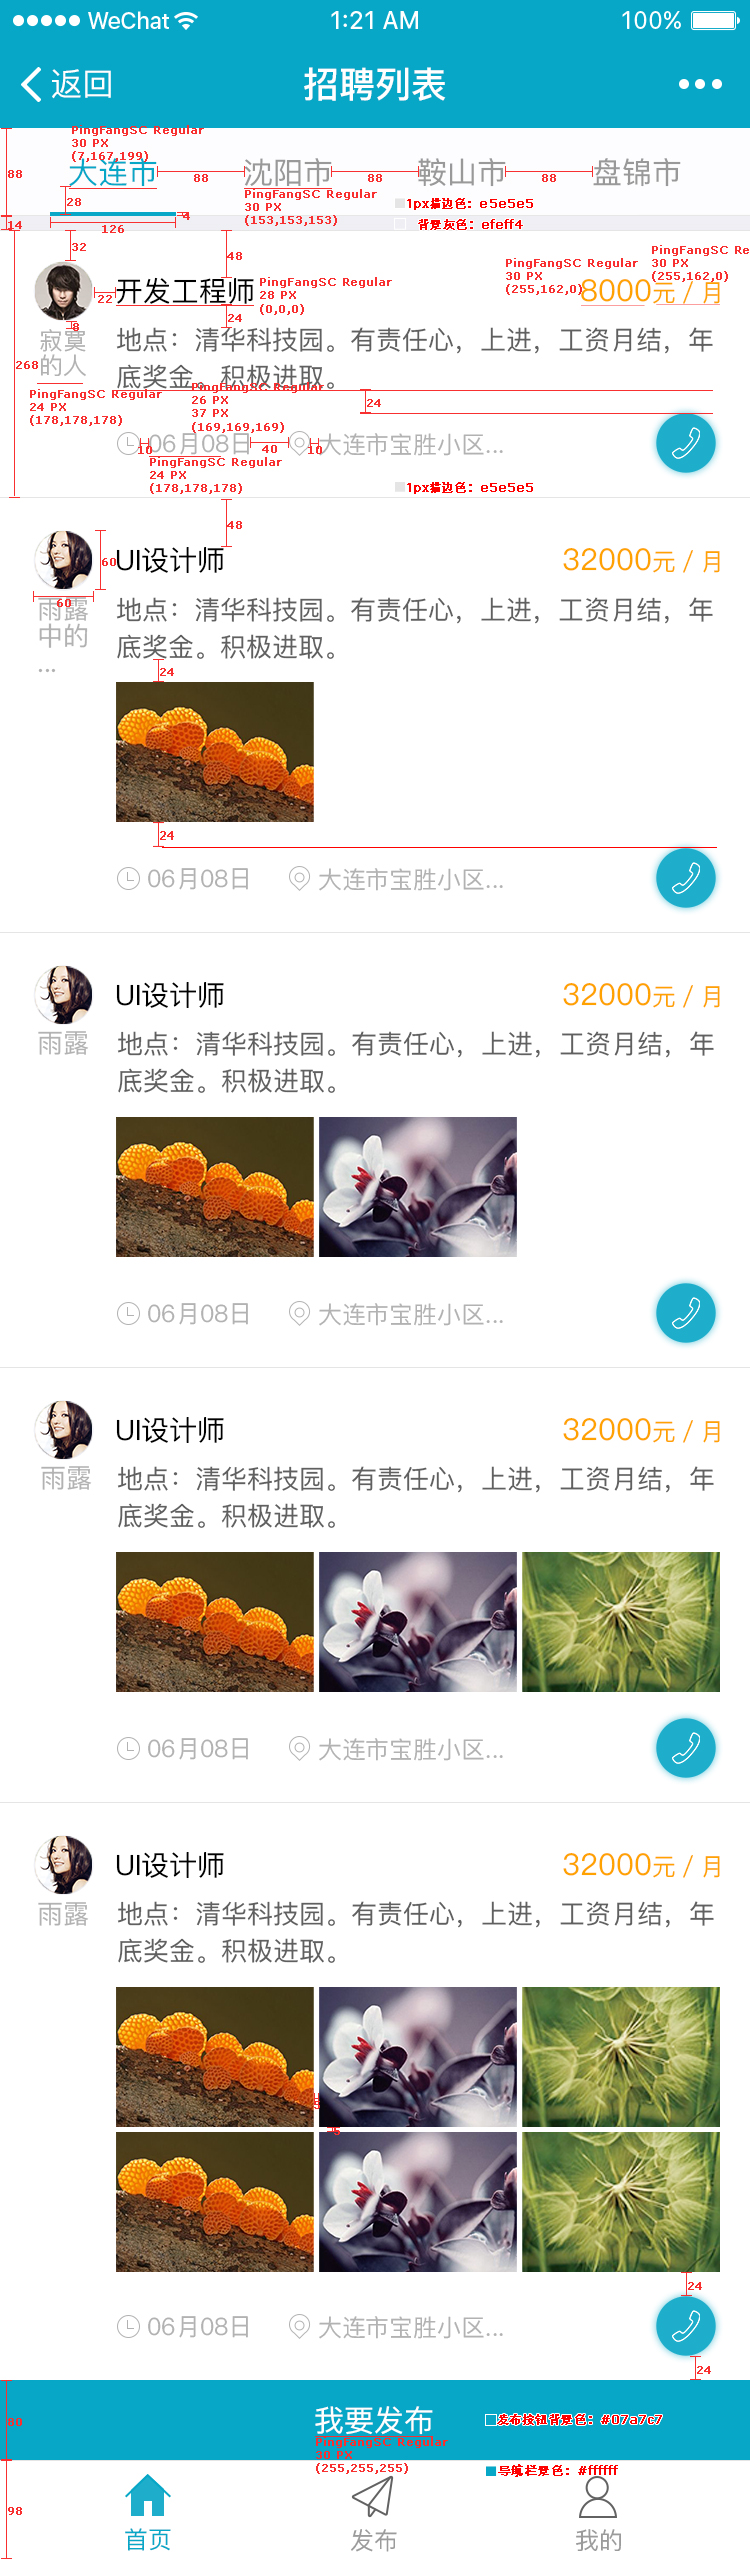 WeChat 1:21 AM 100%
返回 招聘列表
PingFangSC Regular
30 PX
(7,167,199)
大连市 88 沈阳市 88 鞍山市 88 盘锦市
88
28
PingFangSC Regular
30 PX
(153,153,153)
1px描边色：e5e5e5
4
14
126
背景灰色：efeff4
32
48
PingFangSC Regular
30 PX
(255,162,0)
PingFangSC Re
30 PX
(255,162,0)
22
开发工程师
PingFangSC Regular
28 PX
(0,0,0)
8000元 / 月
24
8
寂寞
的人
地点：清华科技园。有责任心，上进，工资月结，年
底奖金。积极进取。
268
PingFangSC Regular
24 PX
(178,178,178)
PingFangSC Regular
26 PX
37 PX
(169,169,169)
24
06月08日
大连市宝胜小区...
10
40
10
PingFangSC Regular
24 PX
(178,178,178)
1px描边色：e5e5e5
48
60
60
UI设计师
32000元 / 月
雨露
中的
...
地点：清华科技园。有责任心，上进，工资月结，年
底奖金。积极进取。
24
24
06月08日
大连市宝胜小区...
UI设计师
32000元 / 月
雨露
地点：清华科技园。有责任心，上进，工资月结，年
底奖金。积极进取。
06月08日
大连市宝胜小区...
UI设计师
32000元 / 月
雨露
地点：清华科技园。有责任心，上进，工资月结，年
底奖金。积极进取。
06月08日
大连市宝胜小区...
UI设计师
32000元 / 月
雨露
地点：清华科技园。有责任心，上进，工资月结，年
底奖金。积极进取。
24
06月08日
大连市宝胜小区...
24
80
我要发布
发布按钮背景色：#07a7c7
PingFangSC Regular
30 PX
(255,255,255)
导航栏景色：#ffffff
98
首页
发布
我的